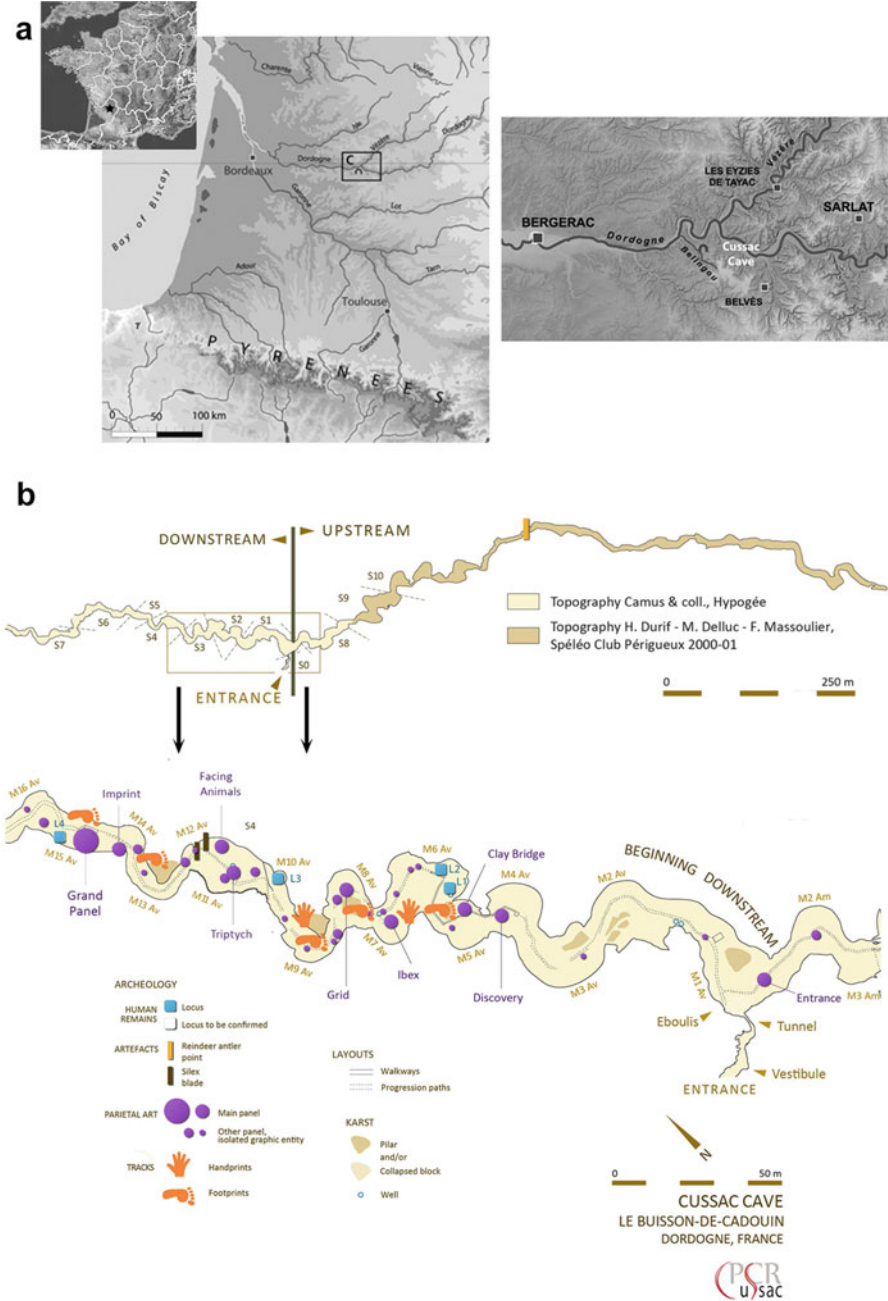 a
Charente
Vienne
Isle
Vézère
Dordogne
Dordogne
C
Bordeaux
Garonne
Lot
Tarn
Bay of Biscay
Adour
Toulouse
Garonne
PYRENEES
0 50 100 km
LES EYZIES
DE TAYAC
Vézère
SARLAT
BERGERAC
Dordogne
Cussac
Cave
Belingou
BELVÈS
b
DOWNSTREAM
UPSTREAM
S10
S9
S5
S6
S2
S1
S7
S4
S3
S8
S0
ENTRANCE
Topography Camus & coll., Hypogée
Topography H. Durif - M. Delluc - F. Massoulier,
Spéléo Club Périgueux 2000-01
0 250 m
Facing
Animals
M16 Av
Imprint
M14 Av
M12 Av
S4
L4
M15 Av
M10 Av
L3
M8 Av
M6 Av
L2
L1
Clay Bridge
M4 Av
M2 Av
BEGINNING DOWNSTREAM
M2 Am
Grand
Panel
M13 Av
M11 Av
Triptych
M9 Av
Grid
M7 Av
Ibex
M5 Av
Discovery
M3 Av
M1 Av
Entrance
M3 Am
Eboulis
Tunnel
Vestibule
ENTRANCE
ARCHEOLOGY
HUMAN
REMAINS
Locus
Locus to be confirmed
ARTEFACTS
Reindeer antler
point
Silex
blade
PARIETAL ART
Main panel
Other panel,
isolated graphic entity
TRACKS
Handprints
Footprints
LAYOUTS
Walkways
Progression paths
KARST
Pilar
and/or
Collapsed block
Well
N
0 50 m
CUSSAC CAVE
LE BUISSON-DE-CADOUIN
DORDOGNE, FRANCE
PCR
Cussac